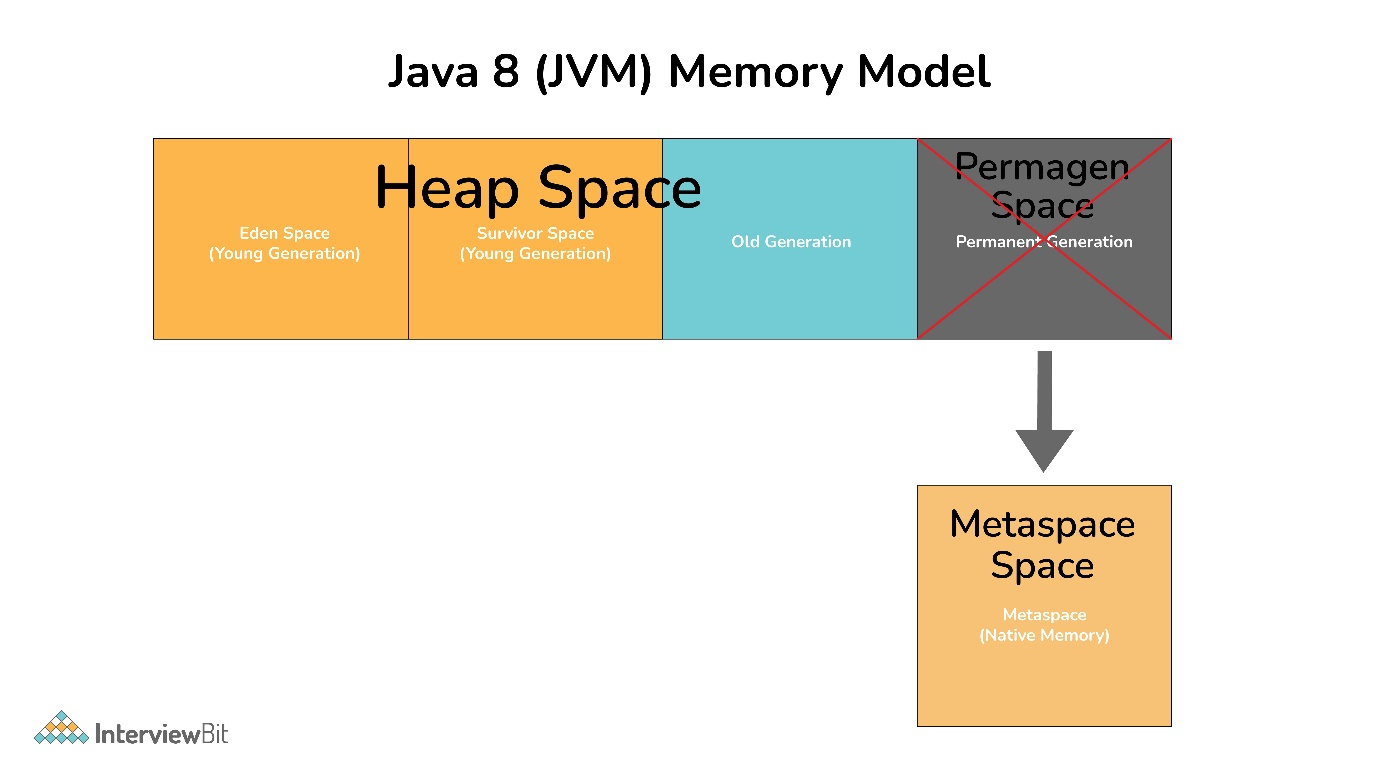 Java 8 (JVM) Memory Model
Heap Space
Eden Space
(Young Generation)
Survivor Space
(Young Generation)
Old Generation
Permagen
Space
Permanent Generation
Metaspace
Space
Metaspace
(Native Memory)
InterviewBit